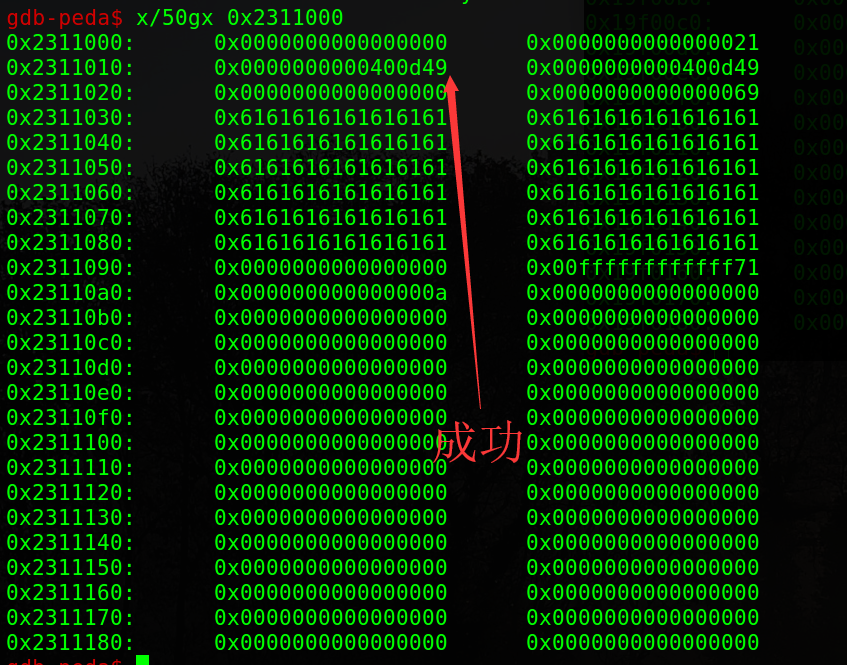 gdb-peda$ x/50gx 0x2311000
0x2311000: 0x0000000000000000 0x0000000000000021
0x2311010: 0x0000000000400d49 0x0000000000400d49
0x2311020: 0x0000000000000000 0x0000000000000069
0x2311030: 0x6161616161616161 0x6161616161616161
0x2311040: 0x6161616161616161 0x6161616161616161
0x2311050: 0x6161616161616161 0x6161616161616161
0x2311060: 0x6161616161616161 0x6161616161616161
0x2311070: 0x6161616161616161 0x6161616161616161
0x2311080: 0x6161616161616161 0x6161616161616161
0x2311090: 0x0000000000000000 0x00ffffffffffff71
0x23110a0: 0x000000000000000a 0x0000000000000000
0x23110b0: 0x0000000000000000 0x0000000000000000
0x23110c0: 0x0000000000000000 0x0000000000000000
0x23110d0: 0x0000000000000000 0x0000000000000000
0x23110e0: 0x0000000000000000 0x0000000000000000
0x23110f0: 0x0000000000000000 0x0000000000000000
0x2311100: 0x0000000000000000 0x0000000000000000
成功
0x2311110: 0x0000000000000000 0x0000000000000000
0x2311120: 0x0000000000000000 0x0000000000000000
0x2311130: 0x0000000000000000 0x0000000000000000
0x2311140: 0x0000000000000000 0x0000000000000000
0x2311150: 0x0000000000000000 0x0000000000000000
0x2311160: 0x0000000000000000 0x0000000000000000
0x2311170: 0x0000000000000000 0x0000000000000000
0x2311180: 0x0000000000000000 0x0000000000000000
gdb-peda$